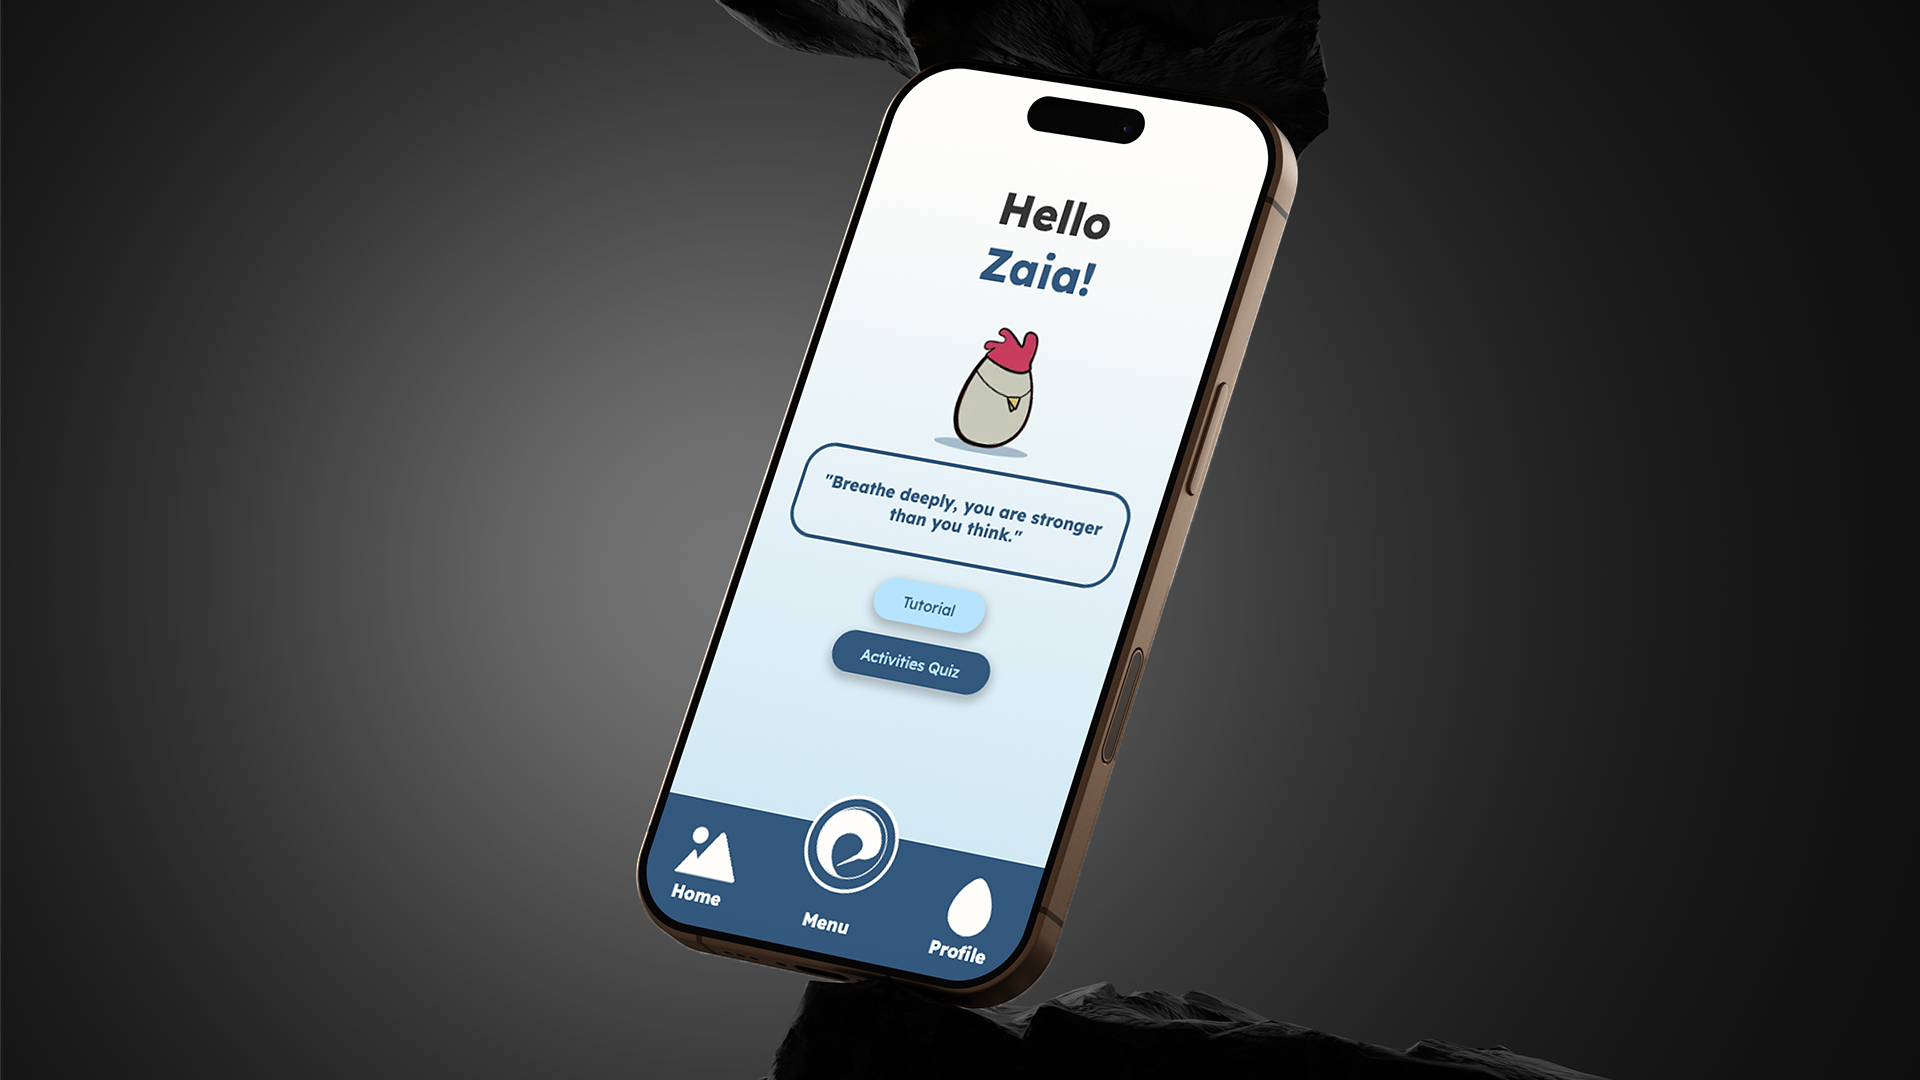 Hello
Zaia!
"Breathe deeply, you are stronger
than you think."
Tutorial
Activities Quiz
Home
Menu
Profile